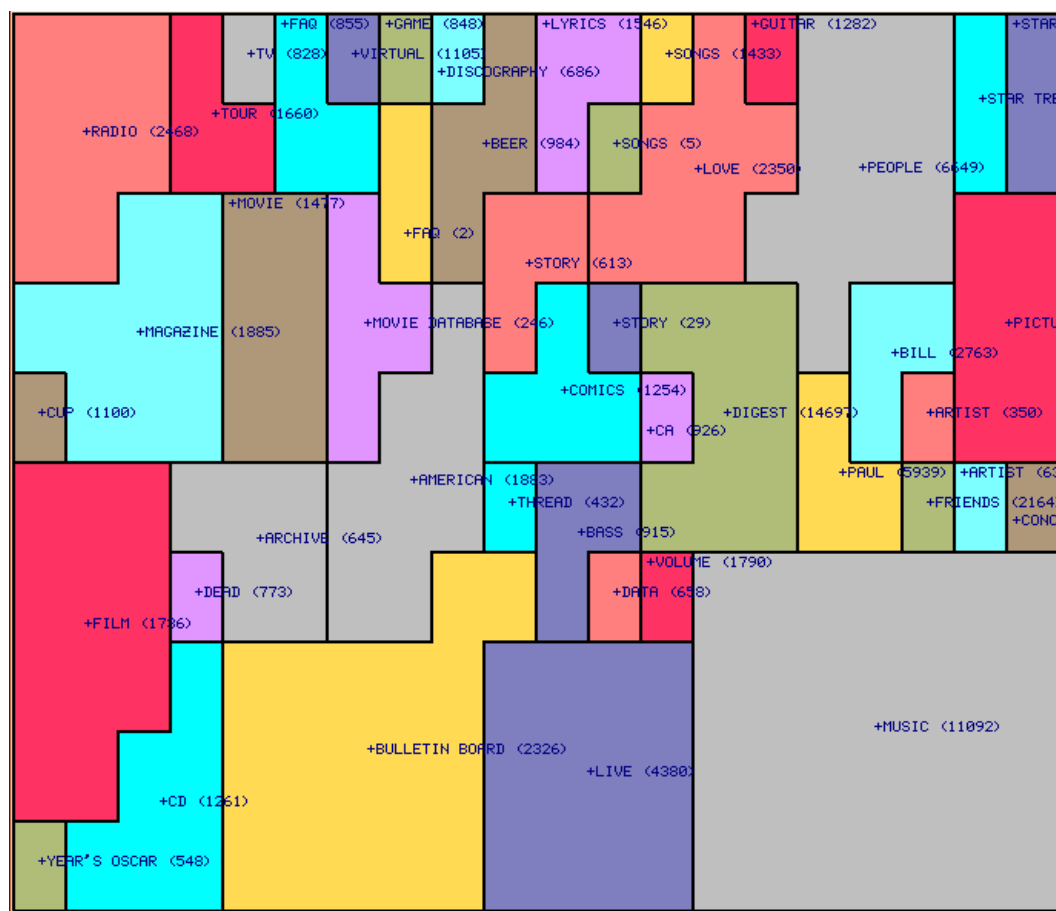 +FAQ (855)
+GAME (848)
+LYRICS (1546)
+GUITAR (1282)
+STAR
+TV (828)
+VIRTUAL (1105)
+SONGS (1433)
+DISCOGRAPHY (686)
+STAR TRE
+TOUR (1660)
+RADIO (2468)
+BEER (984)
+SONGS (5)
+LOVE (2350)
+PEOPLE (6649)
+MOVIE (1477)
+FAQ (2)
+STORY (613)
+MAGAZINE (1885)
+MOVIE DATABASE (246)
+STORY (29)
+PICTU
+BILL (2763)
+COMICS (1254)
+CUP (1100)
+DIGEST (14697)
+ARTIST (350)
+CA (926)
+AMERICAN (1883)
+PAUL (5939)
+ARTIST (63
+THREAD (432)
+FRIENDS (2164)
+CONC
+ARCHIVE (645)
+BASS (915)
+VOLUME (1790)
+DEAD (773)
+DATA (658)
+FILM (1786)
+MUSIC (11092)
+BULLETIN BOARD (2326)
+LIVE (4380)
+CD (1261)
+YEAR'S OSCAR (548)